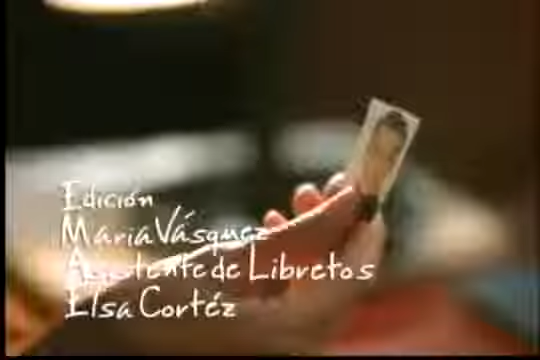 Edición
Maria Vásquez
Asistente de Libretos
Elsa Cortéz